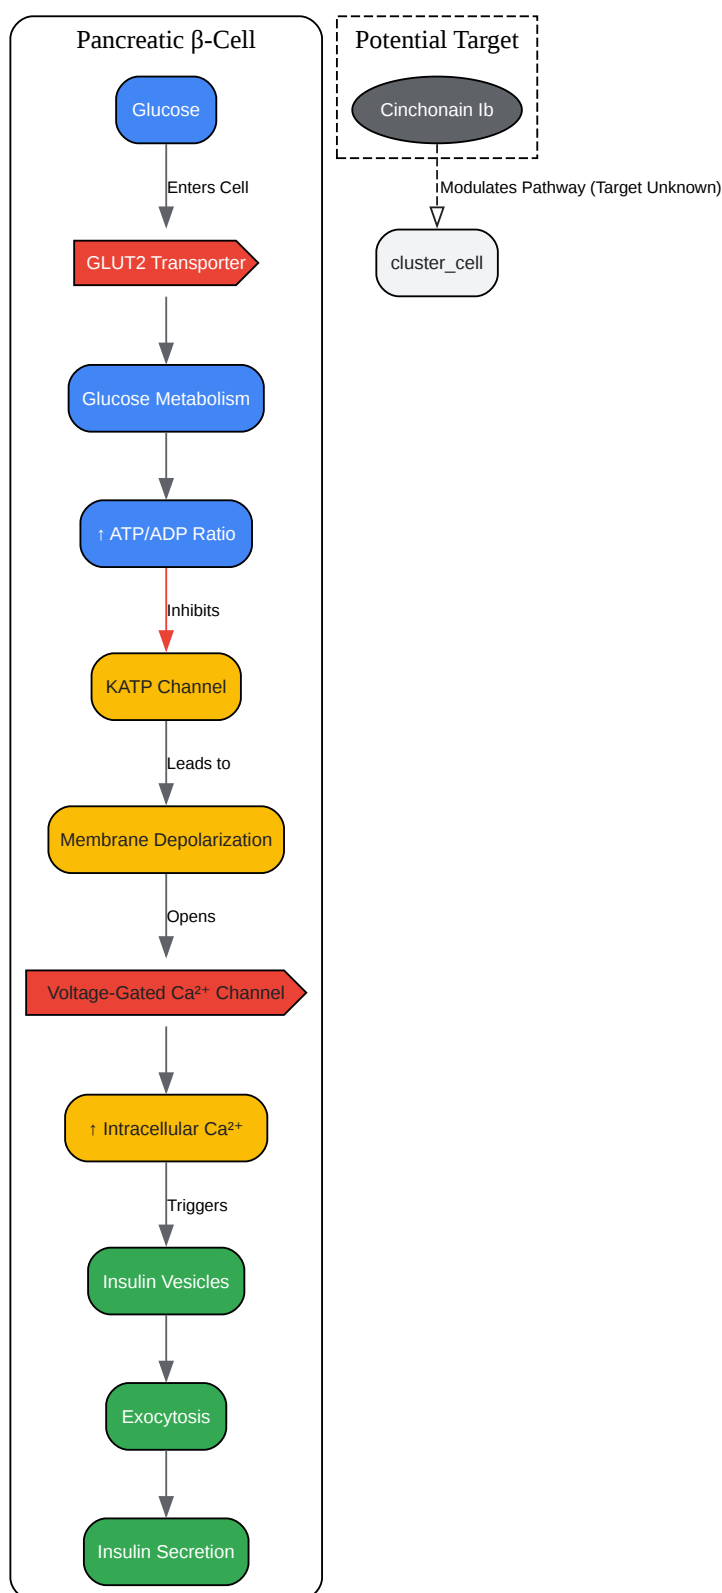 Pancreatic β-Cell
Glucose
Enters Cell
GLUT2 Transporter
Glucose Metabolism
↑ ATP/ADP Ratio
Inhibits
KATP Channel
Leads to
Membrane Depolarization
Opens
Voltage-Gated Ca²⁺ Channel
↑ Intracellular Ca²⁺
Triggers
Insulin Vesicles
Exocytosis
Insulin Secretion
Potential Target
Cinchonain Ib
Modulates Pathway (Target Unknown)
cluster_cell